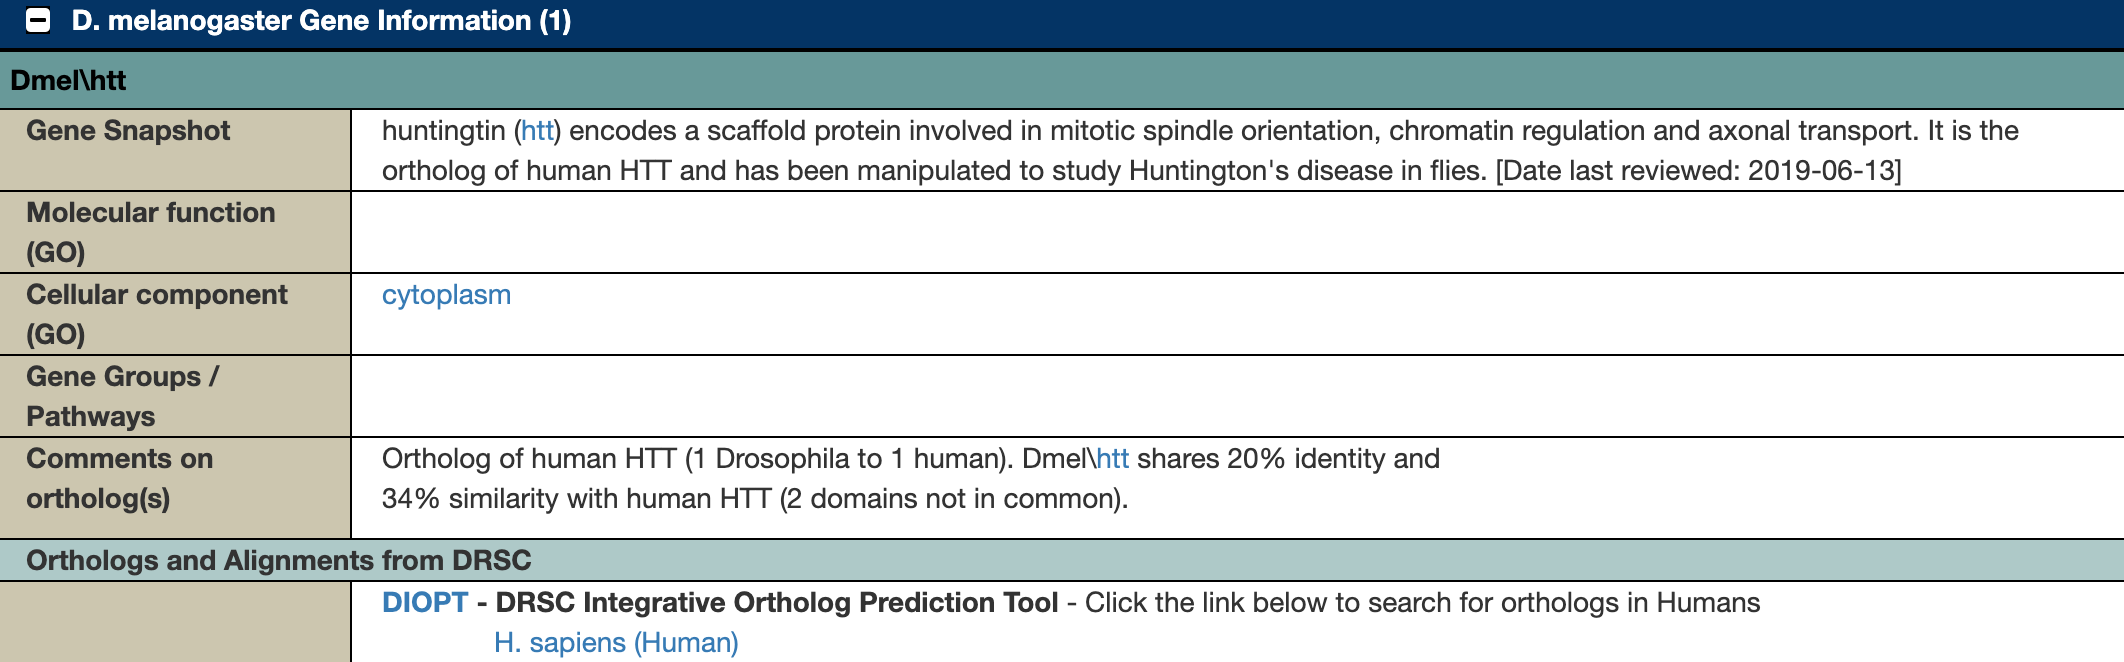 D. melanogaster Gene Information (1)
Dmel\htt
Gene Snapshot
huntingtin (htt) encodes a scaffold protein involved in mitotic spindle orientation, chromatin regulation and axonal transport. It is the
ortholog of human HTT and has been manipulated to study Huntington's disease in flies. [Date last reviewed: 2019-06-13]
Molecular function
(GO)
Cellular component
(GO)
cytoplasm
Gene Groups /
Pathways
Comments on
ortholog(s)
Ortholog of human HTT (1 Drosophila to 1 human). Dmel\htt shares 20% identity and
34% similarity with human HTT (2 domains not in common).
Orthologs and Alignments from DRSC
DIOPT - DRSC Integrative Ortholog Prediction Tool - Click the link below to search for orthologs in Humans
H. sapiens (Human)